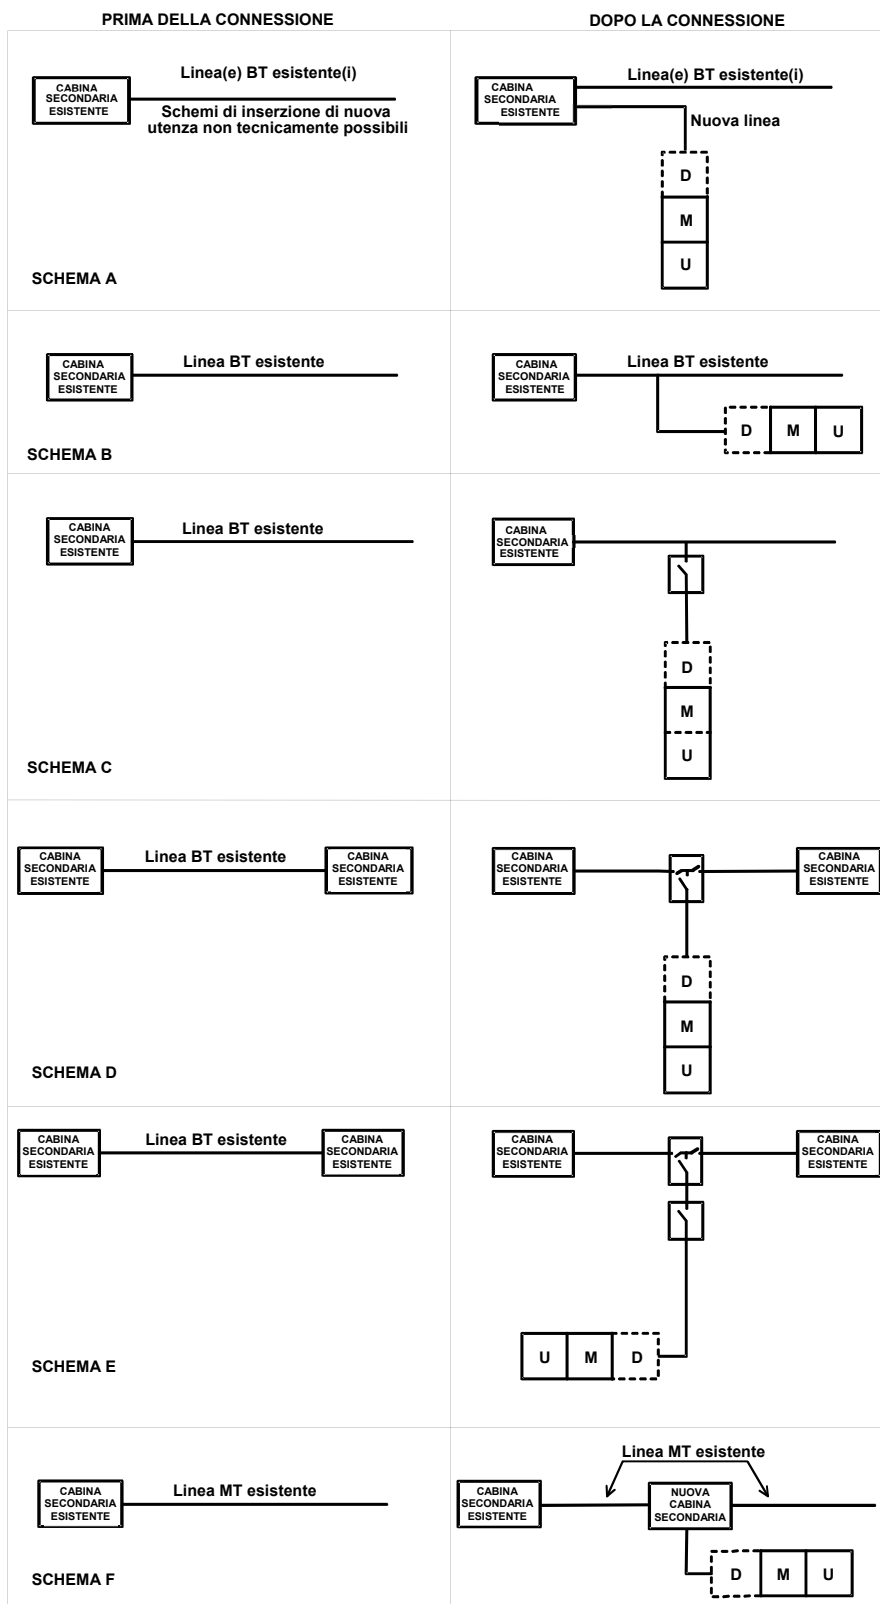 PRIMA DELLA CONNESSIONE
DOPO LA CONNESSIONE
CABINA
SECONDARIA
ESISTENTE
Linea(e) BT esistente(i)
Schemi di inserzione di nuova
utenza non tecnicamente possibili
SCHEMA A
CABINA
SECONDARIA
ESISTENTE
Linea(e) BT esistente(i)
Nuova linea
D
M
U
CABINA
SECONDARIA
ESISTENTE
Linea BT esistente
SCHEMA B
CABINA
SECONDARIA
ESISTENTE
Linea BT esistente
D M U
CABINA
SECONDARIA
ESISTENTE
Linea BT esistente
SCHEMA C
CABINA
SECONDARIA
ESISTENTE
D
M
U
CABINA
SECONDARIA
ESISTENTE
Linea BT esistente
CABINA
SECONDARIA
ESISTENTE
SCHEMA D
CABINA
SECONDARIA
ESISTENTE
CABINA
SECONDARIA
ESISTENTE
D
M
U
CABINA
SECONDARIA
ESISTENTE
Linea BT esistente
CABINA
SECONDARIA
ESISTENTE
SCHEMA E
CABINA
SECONDARIA
ESISTENTE
CABINA
SECONDARIA
ESISTENTE
U M D
CABINA
SECONDARIA
ESISTENTE
Linea MT esistente
SCHEMA F
Linea MT esistente
CABINA
SECONDARIA
ESISTENTE
NUOVA
CABINA
SECONDARIA
D M U